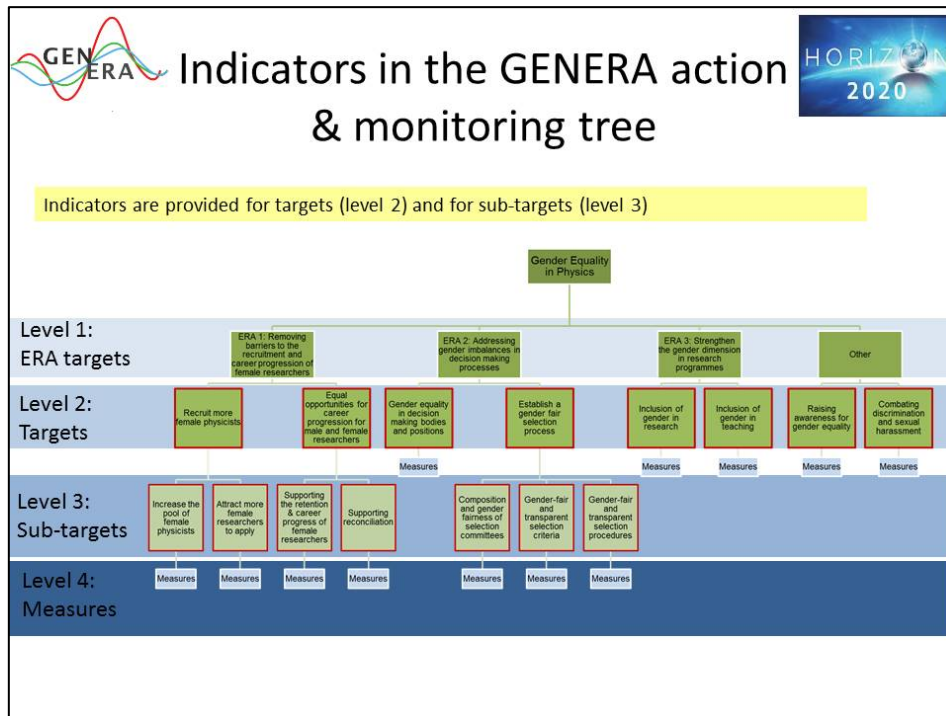 GENERA
Indicators in the GENERA action
& monitoring tree
HORIZON
2020
Indicators are provided for targets (level 2) and for sub-targets (level 3)
Gender Equality
in Physics
Level 1:
ERA targets
ERA 1: Removing
barriers to the
recruitment and
career progression of
female researchers
ERA 2: Addressing
gender imbalances in
decision making
processes
ERA 3: Strengthen
the gender dimension
in research
programmes
Other
Level 2:
Targets
Recruit more
female physicists
Equal
opportunities for
career
progression for
male and female
researchers
Gender equality
in decision
making bodies
and positions
Establish a
gender fair
selection
process
Inclusion of
gender in
research
Inclusion of
gender in
teaching
Raising
awareness for
gender equality
Combating
discrimination
and sexual
harassment
Measures
Measures
Measures
Measures
Measures
Level 3:
Sub-targets
Increase the
pool of
female
physicists
Attract more
female
researchers
to apply
Supporting
the retention
& career
progress of
female
researchers
Supporting
reconciliation
Composition
and gender
fairness of
selection
committees
Gender-fair
and
transparent
selection
criteria
Gender-fair
and
transparent
selection
procedures
Level 4:
Measures
Measures
Measures
Measures
Measures
Measures
Measures
Measures